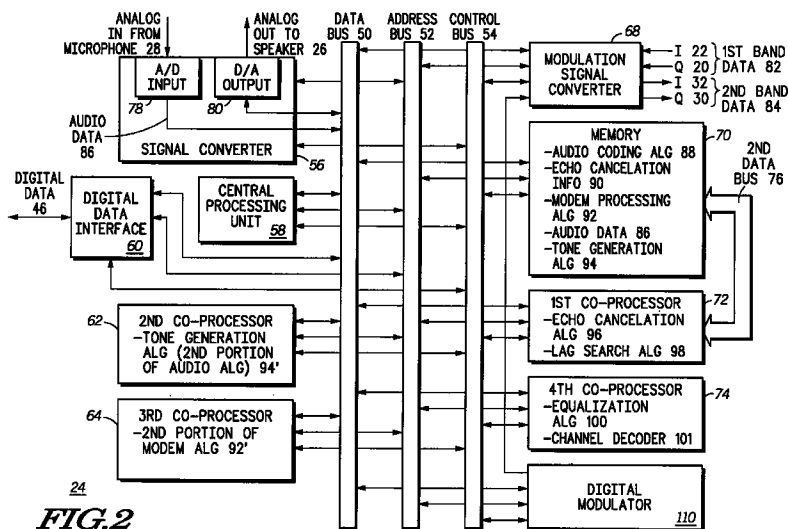 ANALOG
IN FROM
MICROPHONE 28
ANALOG
OUT TO
SPEAKER 26
DATA
BUS 50
ADDRESS
BUS 52
CONTROL
BUS 54
A/D
INPUT
78
D/A
OUTPUT
80
AUDIO
DATA
86
SIGNAL CONVERTER
56
68
MODULATION
SIGNAL
CONVERTER
I 22
Q 20
1ST BAND
DATA 82
I 32
Q 30
2ND BAND
DATA 84
MEMORY
-AUDIO CODING ALG 88
-ECHO CANCELATION
INFO 90
-MODEM PROCESSING
ALG 92
-AUDIO DATA 86
-TONE GENERATION
ALG 94
70
2ND
DATA
BUS 76
DIGITAL
DATA
46
DIGITAL
DATA
INTERFACE
60
CENTRAL
PROCESSING
UNIT
58
62
2ND CO-PROCESSOR
-TONE GENERATION
ALG (2ND PORTION
OF AUDIO ALG) 94'
1ST CO-PROCESSOR
-ECHO CANCELATION
ALG 96
-LAG SEARCH ALG 98
72
64
3RD CO-PROCESSOR
-2ND PORTION OF
MODEM ALG 92'
4TH CO-PROCESSOR
-EQUALIZATION
ALG 100
-CHANNEL DECODER 101
74
DIGITAL
MODULATOR
110
24
FIG.2